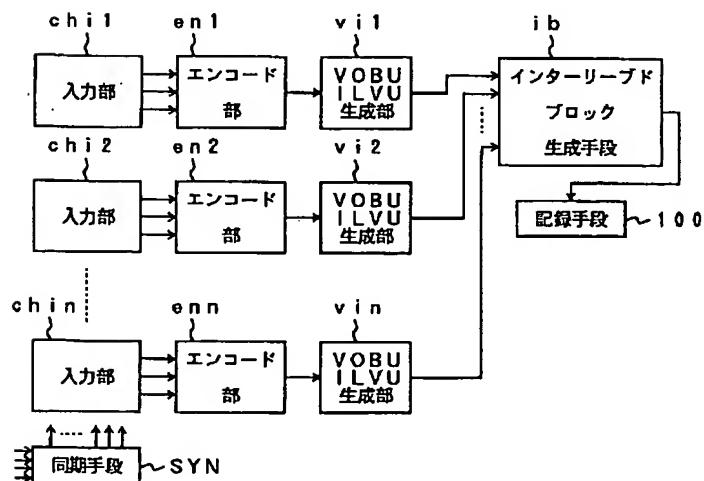 chi1 en1 vi1 ib
入力部 エンコード部 VOBU ILVU 生成部 インターリーブド ブロック 生成手段
chi2 en2 vi2
入力部 エンコード部 VOBU ILVU 生成部
記録手段 100
chin enn vin
入力部 エンコード部 VOBU ILVU 生成部
同期手段 SYN